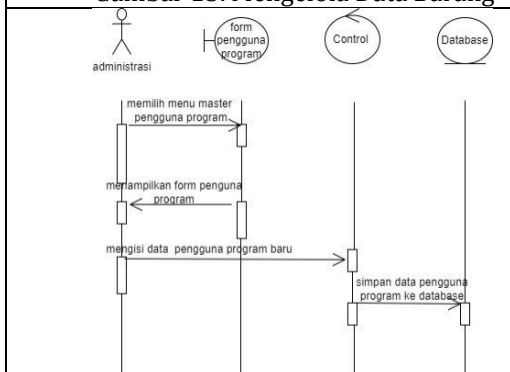 form
pengguna
program
Control
Database
administrasi
memilih menu master
pengguna program
menampilkan form penguna
program
mengisi data pengguna program baru
simpan data pengguna
program ke database